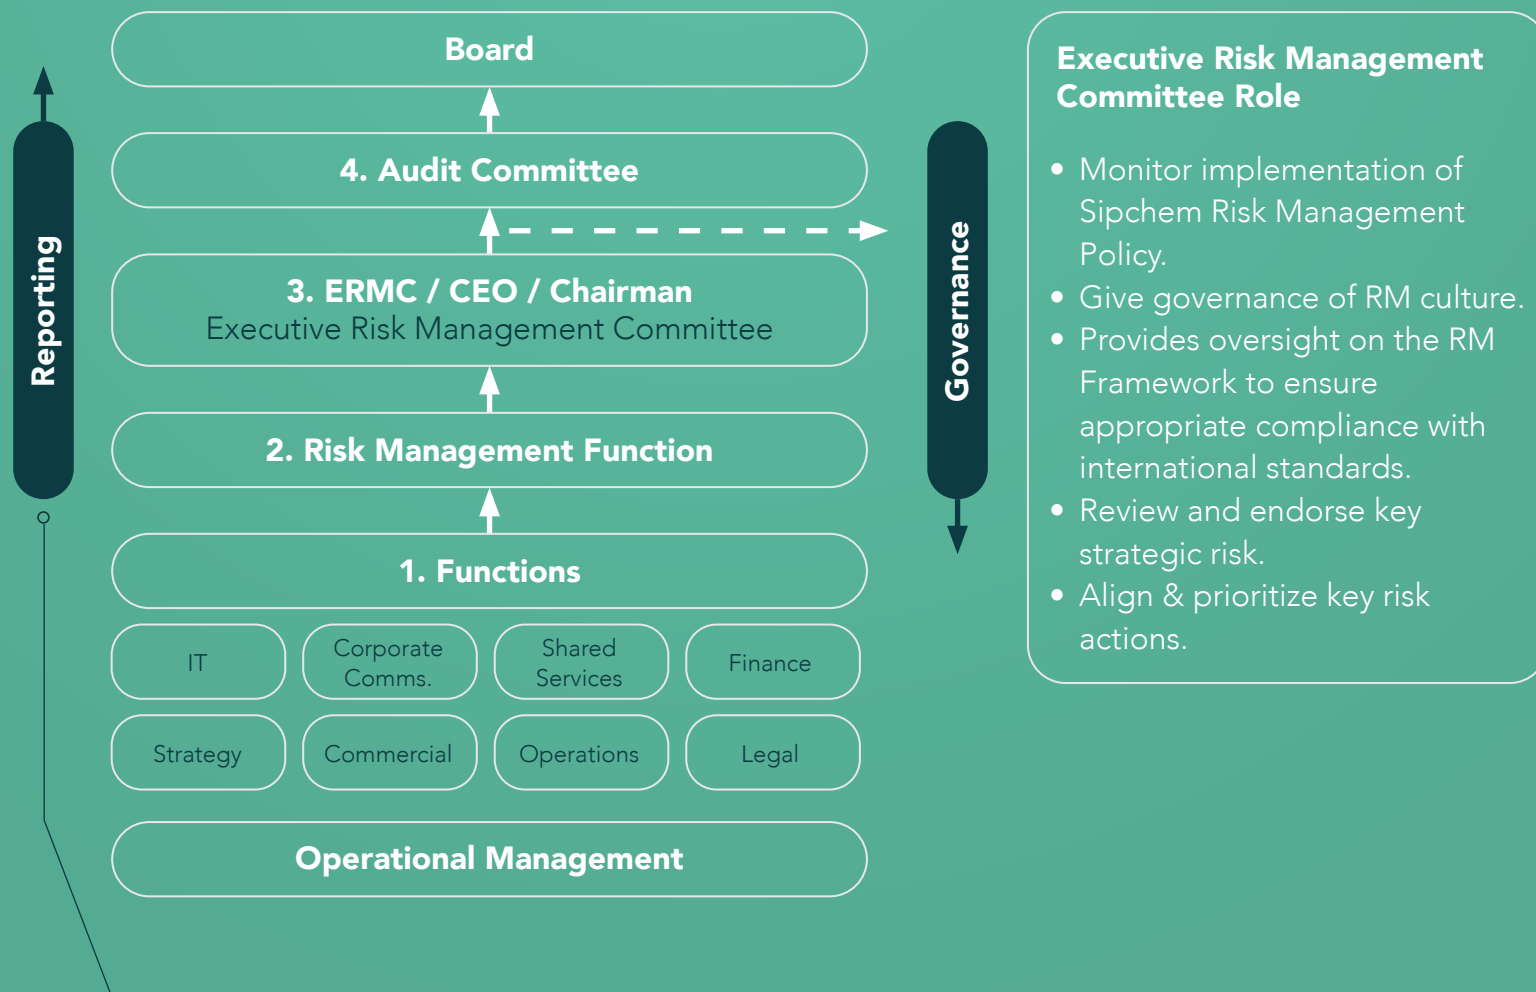 Reporting
Board
4. Audit Committee
3. ERMC / CEO / Chairman
Executive Risk Management Committee
2. Risk Management Function
1. Functions
IT
Corporate
Comms.
Shared
Services
Finance
Strategy
Commercial
Operations
Legal
Operational Management
Governance
Executive Risk Management
Committee Role
• Monitor implementation of
Sipchem Risk Management
Policy.
• Give governance of RM culture.
• Provides oversight on the RM
Framework to ensure
appropriate compliance with
international standards.
• Review and endorse key
strategic risk.
• Align & prioritize key risk
actions.